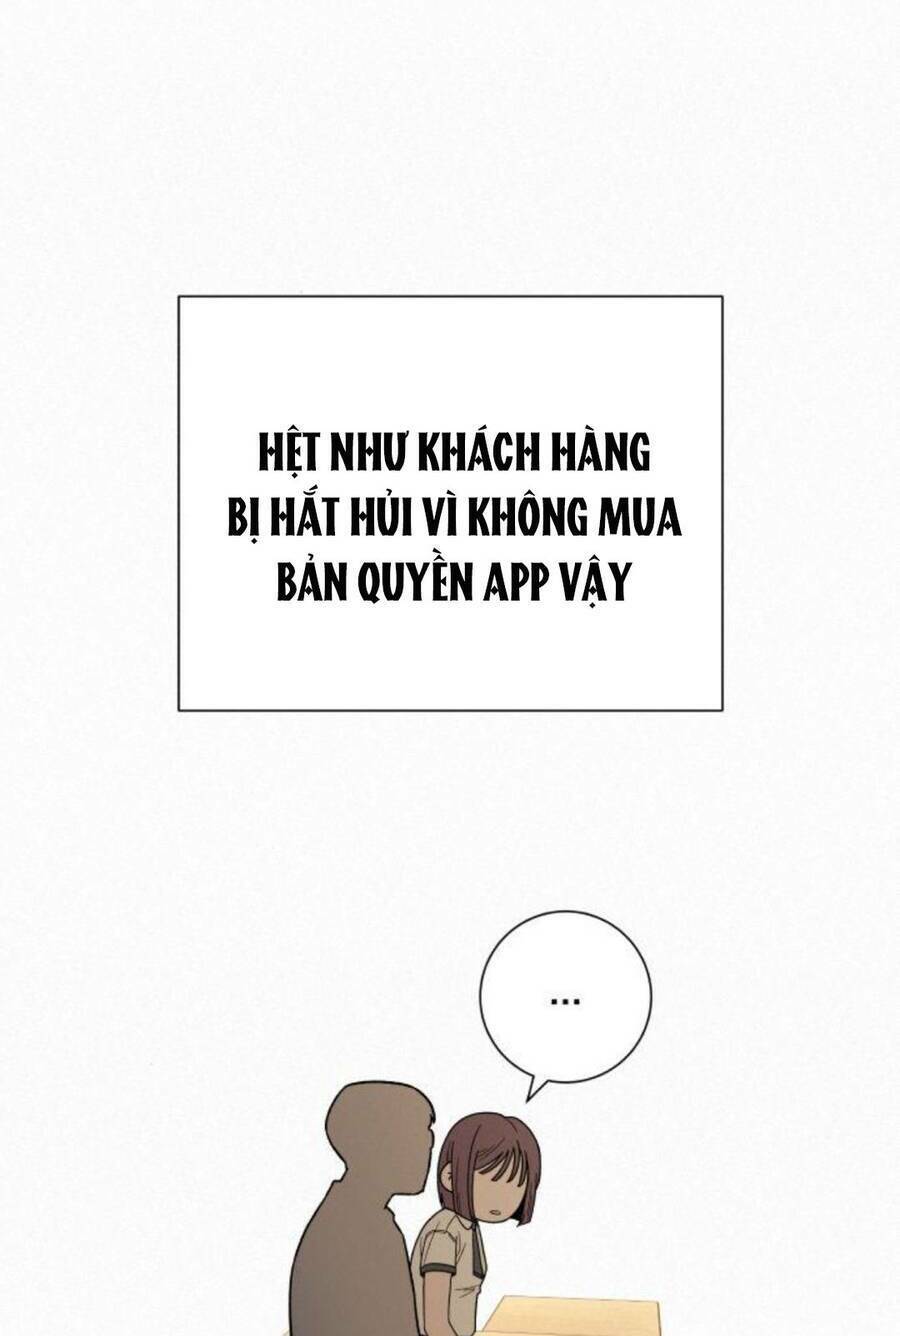 HỆT NHƯ KHÁCH HÀNG
BỊ HẮT HỦI VÌ KHÔNG MUA
BẢN QUYỀN APP VẬY
...